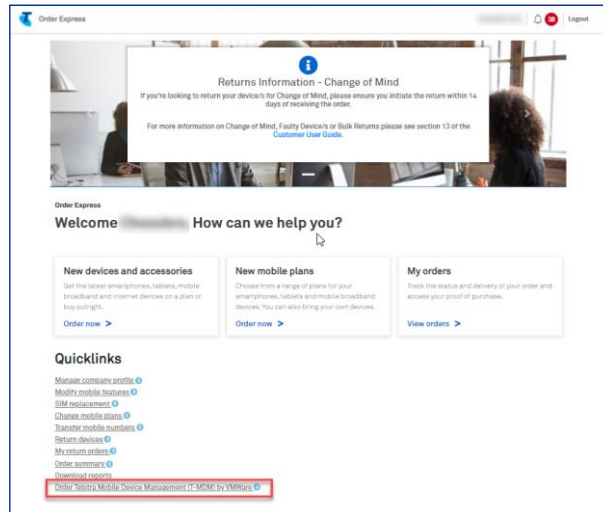 Order Express
38
Logout
Returns Information - Change of Mind
If you're looking to return your device/s for Change of Mind, please ensure you initiate the return within 14
days of receiving the order.
For more information on Change of Mind, Faulty Device/s or Bulk Returns please see section 13 of the
Customer User Guide.
Order Express
Welcome How can we help you?
New devices and accessories
Get the latest smartphones, tablets, mobile
broadband and internet devices on a plan or
buy outright.
Order now >
New mobile plans
Choose from a range of plans for your
smartphones, tablets and mobile broadband
devices. You can also bring your own devices.
Order now >
My orders
Track the status and delivery of your order and
access your proof of purchase.
View orders >
Quicklinks
Manage company profile
Modify mobile features
SIM replacement
Change mobile plans
Transfer mobile numbers
Return devices
My return orders
Order summary
Download reports
Order Telstra Mobile Device Management (T-MDM) by VMWare